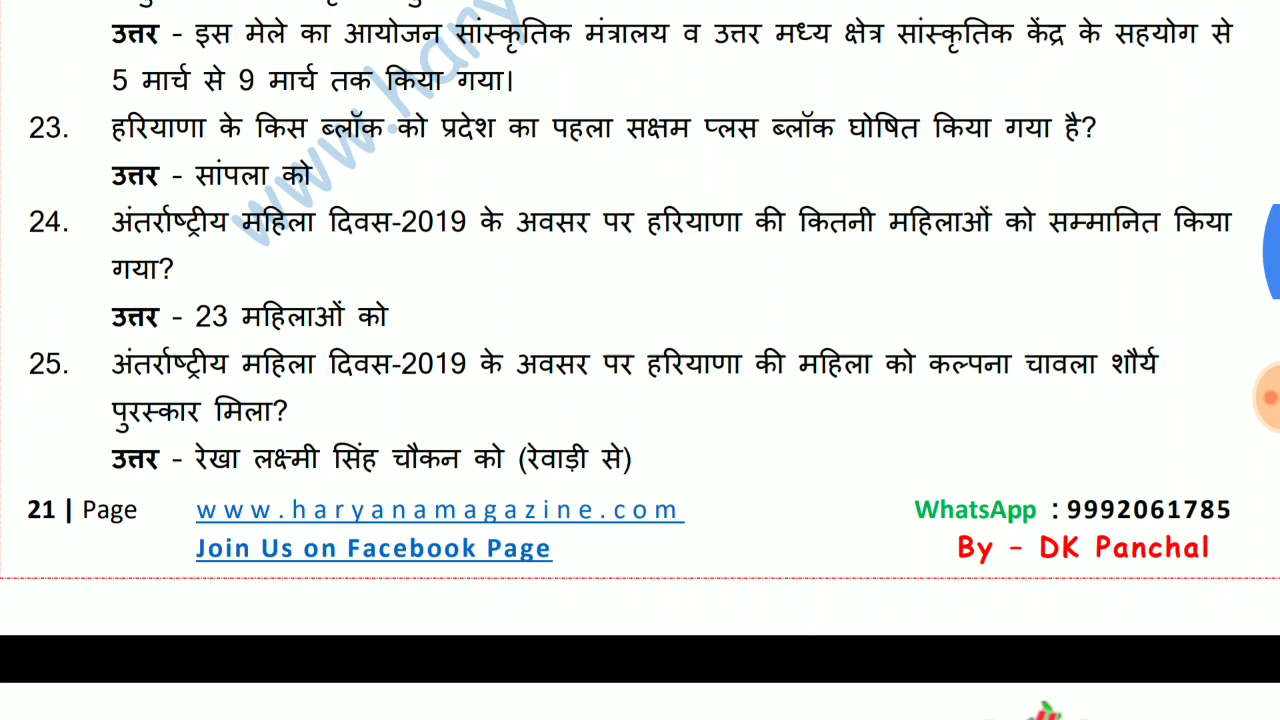 उत्तर - इस मेले का आयोजन सांस्कृतिक मंत्रालय व उत्तर मध्य क्षेत्र सांस्कृतिक केंद्र के सहयोग से
5 मार्च से 9 मार्च तक किया गया।
23. हरियाणा के किस ब्लॉक को प्रदेश का पहला सक्षम प्लस ब्लॉक घोषित किया गया है?
उत्तर - सांपला को
24. अंतर्राष्ट्रीय महिला दिवस-2019 के अवसर पर हरियाणा की कितनी महिलाओं को सम्मानित किया
गया?
उत्तर - 23 महिलाओं को
25. अंतर्राष्ट्रीय महिला दिवस-2019 के अवसर पर हरियाणा की महिला को कल्पना चावला शौर्य
पुरस्कार मिला?
उत्तर - रेखा लक्ष्मी सिंह चौकन को (रेवाड़ी से)
21 | Page www.haryanamagazine.com WhatsApp : 9992061785
Join Us on Facebook Page By - DK Panchal
www.hary